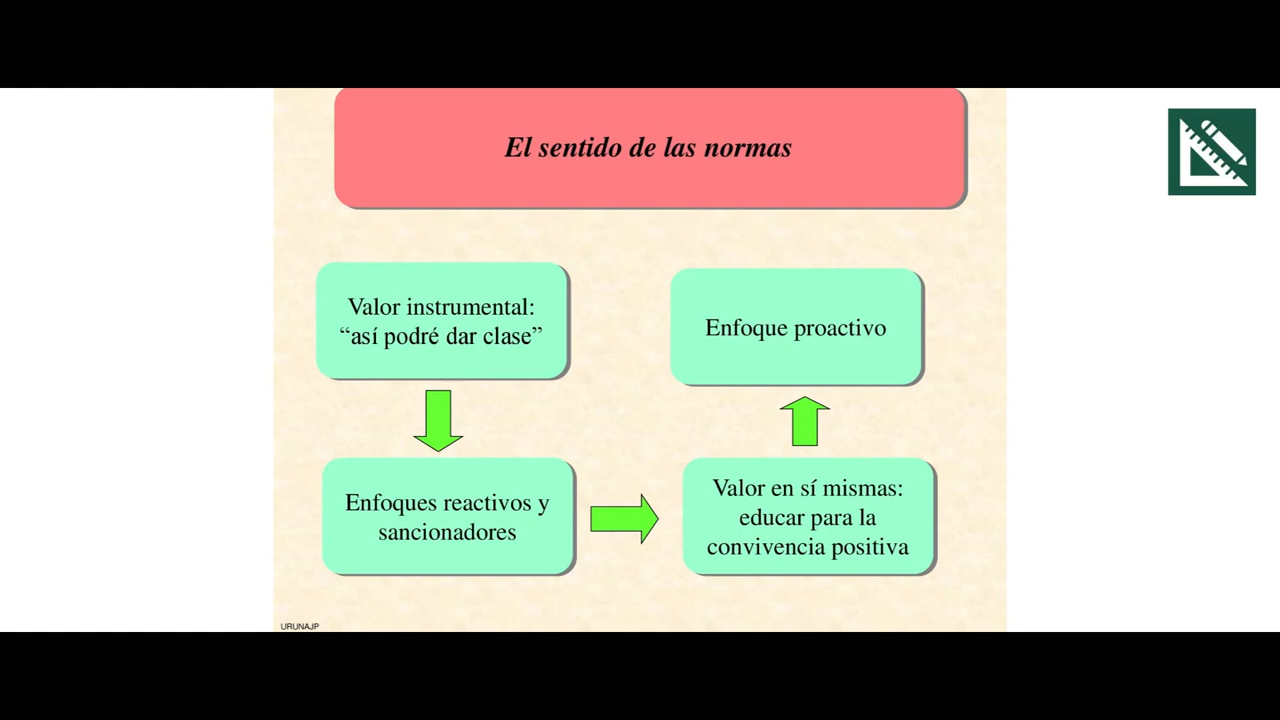 El sentido de las normas
Valor instrumental:
“así podré dar clase”
Enfoques reactivos y
sancionadores
Valor en sí mismas:
educar para la
convivencia positiva
Enfoque proactivo
URUNAJP